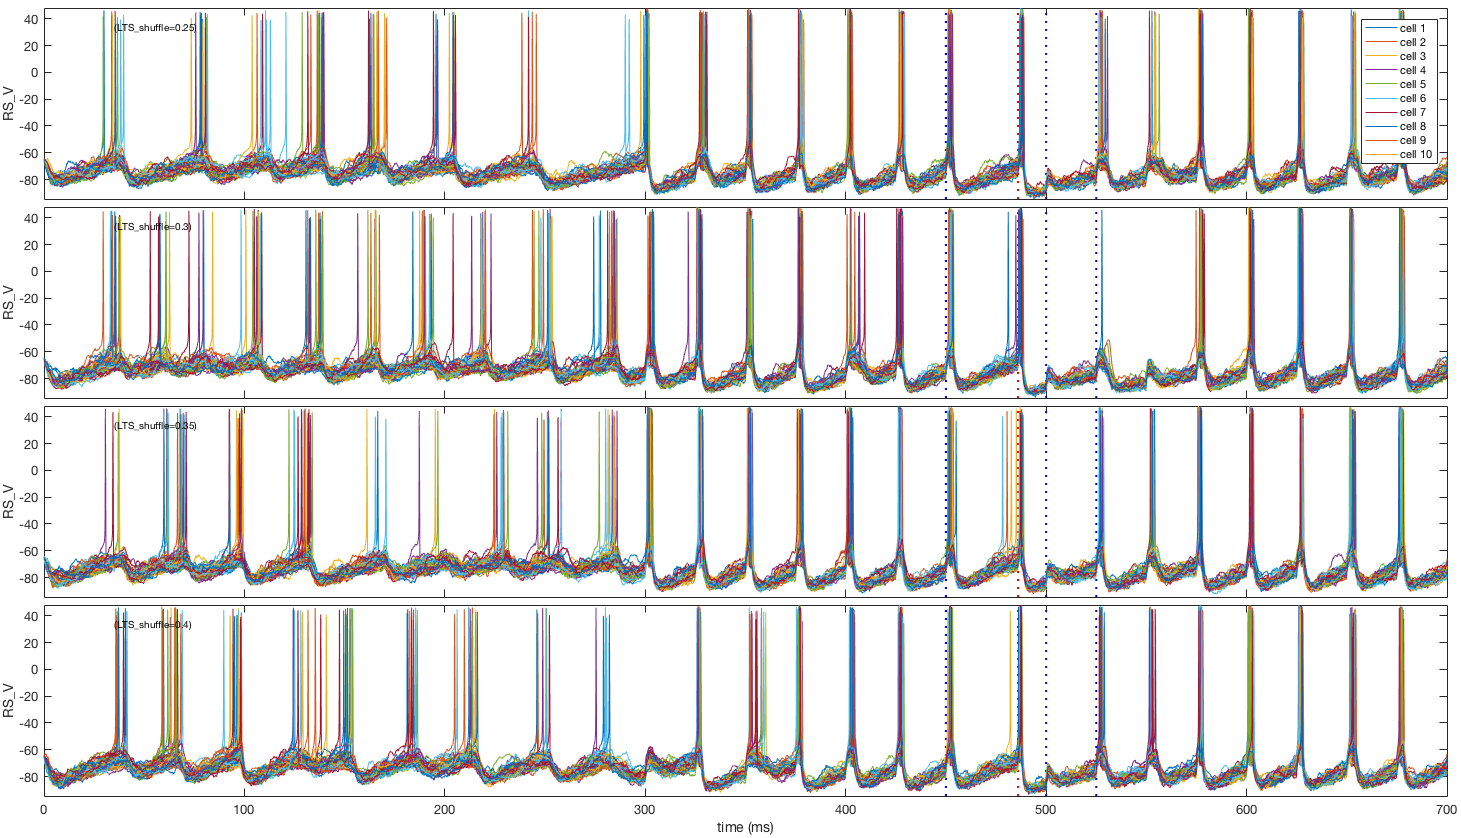 40
20
0
-20
-40
-60
-80
RS_V
(LTS_shuffle=0.25)
cell 1
cell 2
cell 3
cell 4
cell 5
cell 6
cell 7
cell 8
cell 9
cell 10
40
20
0
-20
-40
-60
-80
RS_V
(LTS_shuffle=0.3)
40
20
0
-20
-40
-60
-80
RS_V
(LTS_shuffle=0.35)
40
20
0
-20
-40
-60
-80
RS_V
(LTS_shuffle=0.4)
0 100 200 300 400 500 600 700
time (ms)